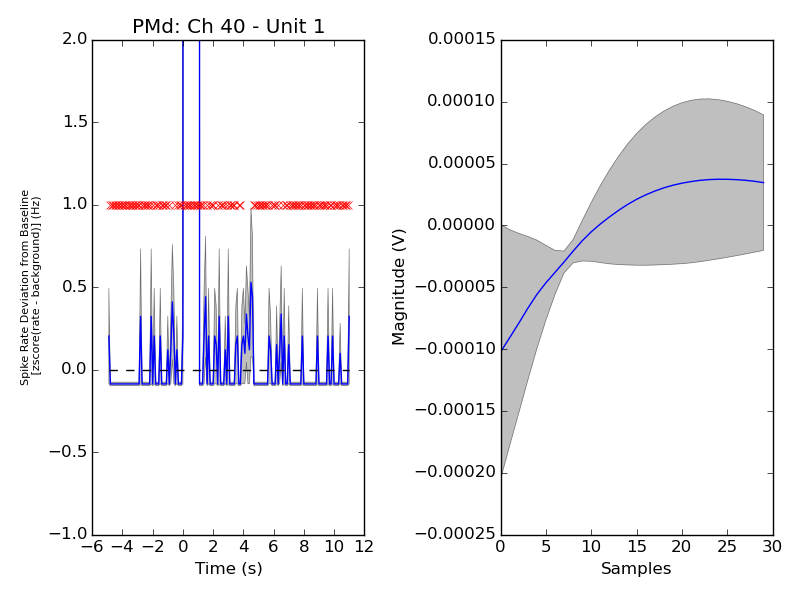 PMd: Ch 40 - Unit 1
2.0
1.5
1.0
0.5
0.0
−0.5
−1.0
−6 −4 −2 0 2 4 6 8 10 12
Time (s)
Spike Rate Deviation from Baseline
[zscore(rate - background)] (Hz)
0.00015
0.00010
0.00005
0.00000
−0.00005
−0.00010
−0.00015
−0.00020
−0.00025
0 5 10 15 20 25 30
Samples
Magnitude (V)